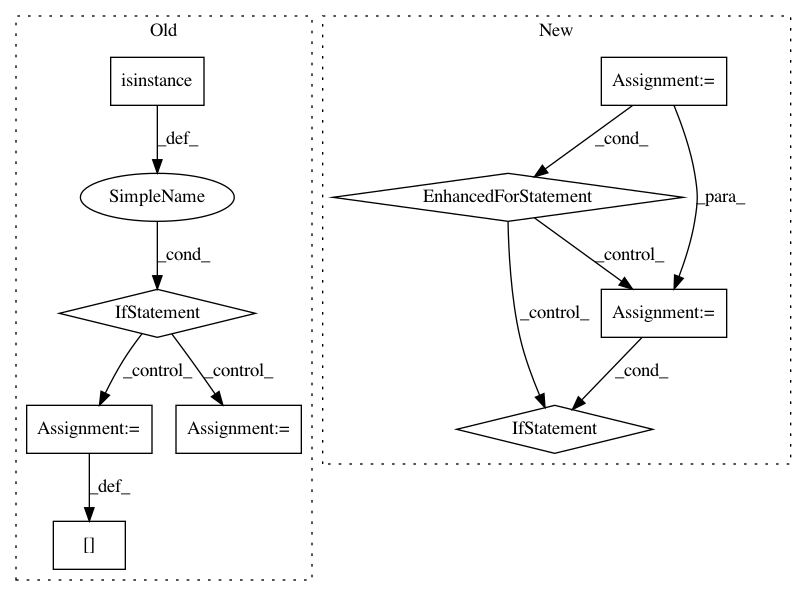 Old
New
isinstance
Assignment:=
_def_
_cond_
SimpleName
EnhancedForStatement
_para_
_cond_
_control_
IfStatement
Assignment:=
_control_
_control_
_control_
_cond_
Assignment:=
Assignment:=
IfStatement
_def_
[]